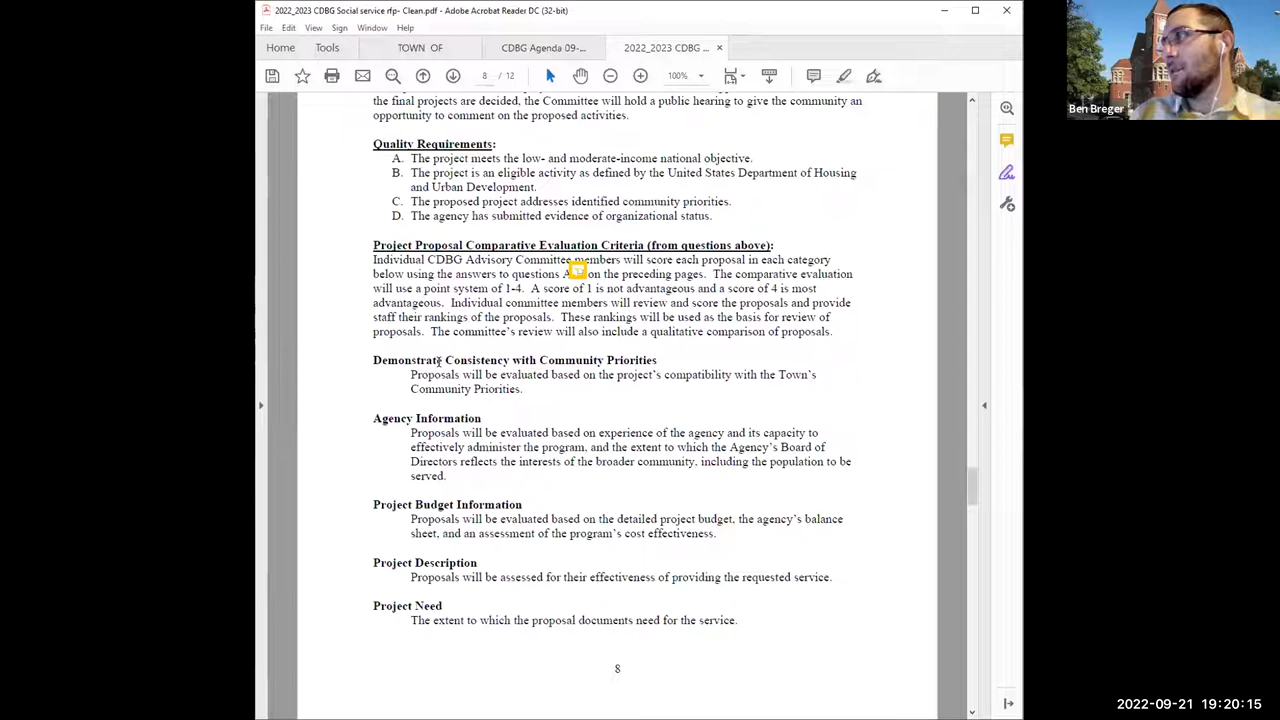 2022_2023 CDBG Social service rfp- Clean.pdf - Adobe Acrobat Reader DC (32-bit)
File Edit View Sign Window Help
Home Tools TOWN OF CDBG Agenda 09-... 2022_2023 CDBG ... ×
8 / 12 100%
the final projects are decided, the Committee will hold a public hearing to give the community an
opportunity to comment on the proposed activities.
Quality Requirements:
A. The project meets the low- and moderate-income national objective.
B. The project is an eligible activity as defined by the United States Department of Housing
and Urban Development.
C. The proposed project addresses identified community priorities.
D. The agency has submitted evidence of organizational status.
Project Proposal Comparative Evaluation Criteria (from questions above):
Individual CDBG Advisory Committee members will score each proposal in each category
below using the answers to questions on the preceding pages. The comparative evaluation
will use a point system of 1-4. A score of 1 is not advantageous and a score of 4 is most
advantageous. Individual committee members will review and score the proposals and provide
staff their rankings of the proposals. These rankings will be used as the basis for review of
proposals. The committee's review will also include a qualitative comparison of proposals.
Demonstrate Consistency with Community Priorities
Proposals will be evaluated based on the project's compatibility with the Town's
Community Priorities.
Agency Information
Proposals will be evaluated based on experience of the agency and its capacity to
effectively administer the program, and the extent to which the Agency's Board of
Directors reflects the interests of the broader community, including the population to be
served.
Project Budget Information
Proposals will be evaluated based on the detailed project budget, the agency's balance
sheet, and an assessment of the program's cost effectiveness.
Project Description
Proposals will be assessed for their effectiveness of providing the requested service.
Project Need
The extent to which the proposal documents need for the service.
8
Ben Breger
2022-09-21 19:20:15